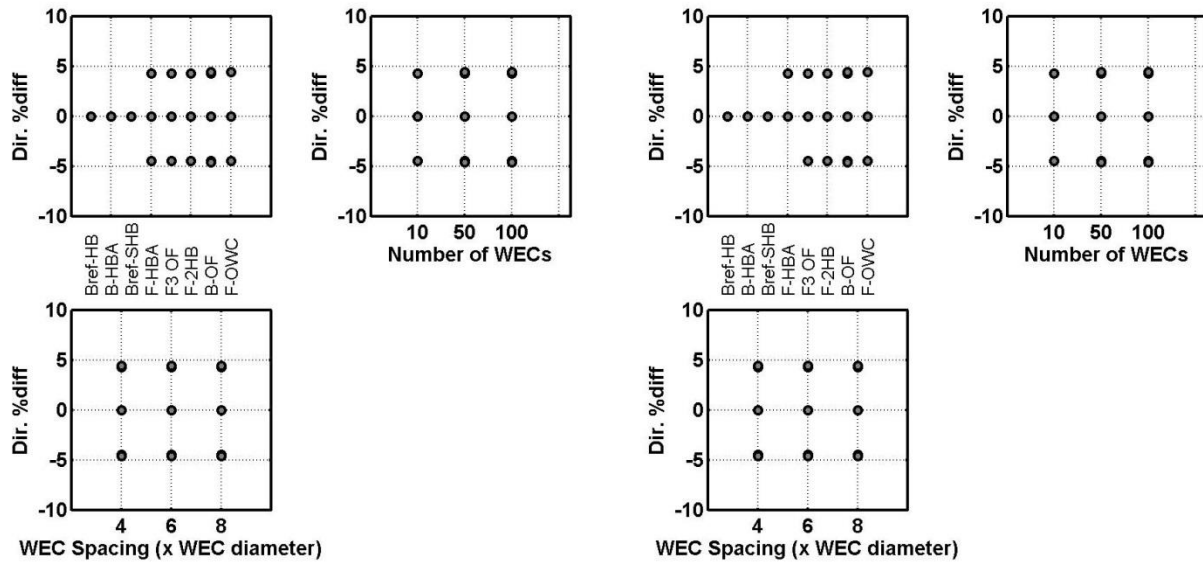 10
5
0
-5
-10
Dir. %diff
Bref-HB
B-HBA
Bref-SHB
F-HBA
F3 OF
F-2HB
B-OF
F-OWC
10
5
0
-5
-10
Dir. %diff
10 50 100
Number of WECs
10
5
0
-5
-10
Dir. %diff
4 6 8
WEC Spacing (x WEC diameter)
10
5
0
-5
-10
Dir. %diff
Bref-HB
B-HBA
Bref-SHB
F-HBA
F3 OF
F-2HB
B-OF
F-OWC
10
5
0
-5
-10
Dir. %diff
10 50 100
Number of WECs
10
5
0
-5
-10
Dir. %diff
4 6 8
WEC Spacing (x WEC diameter)